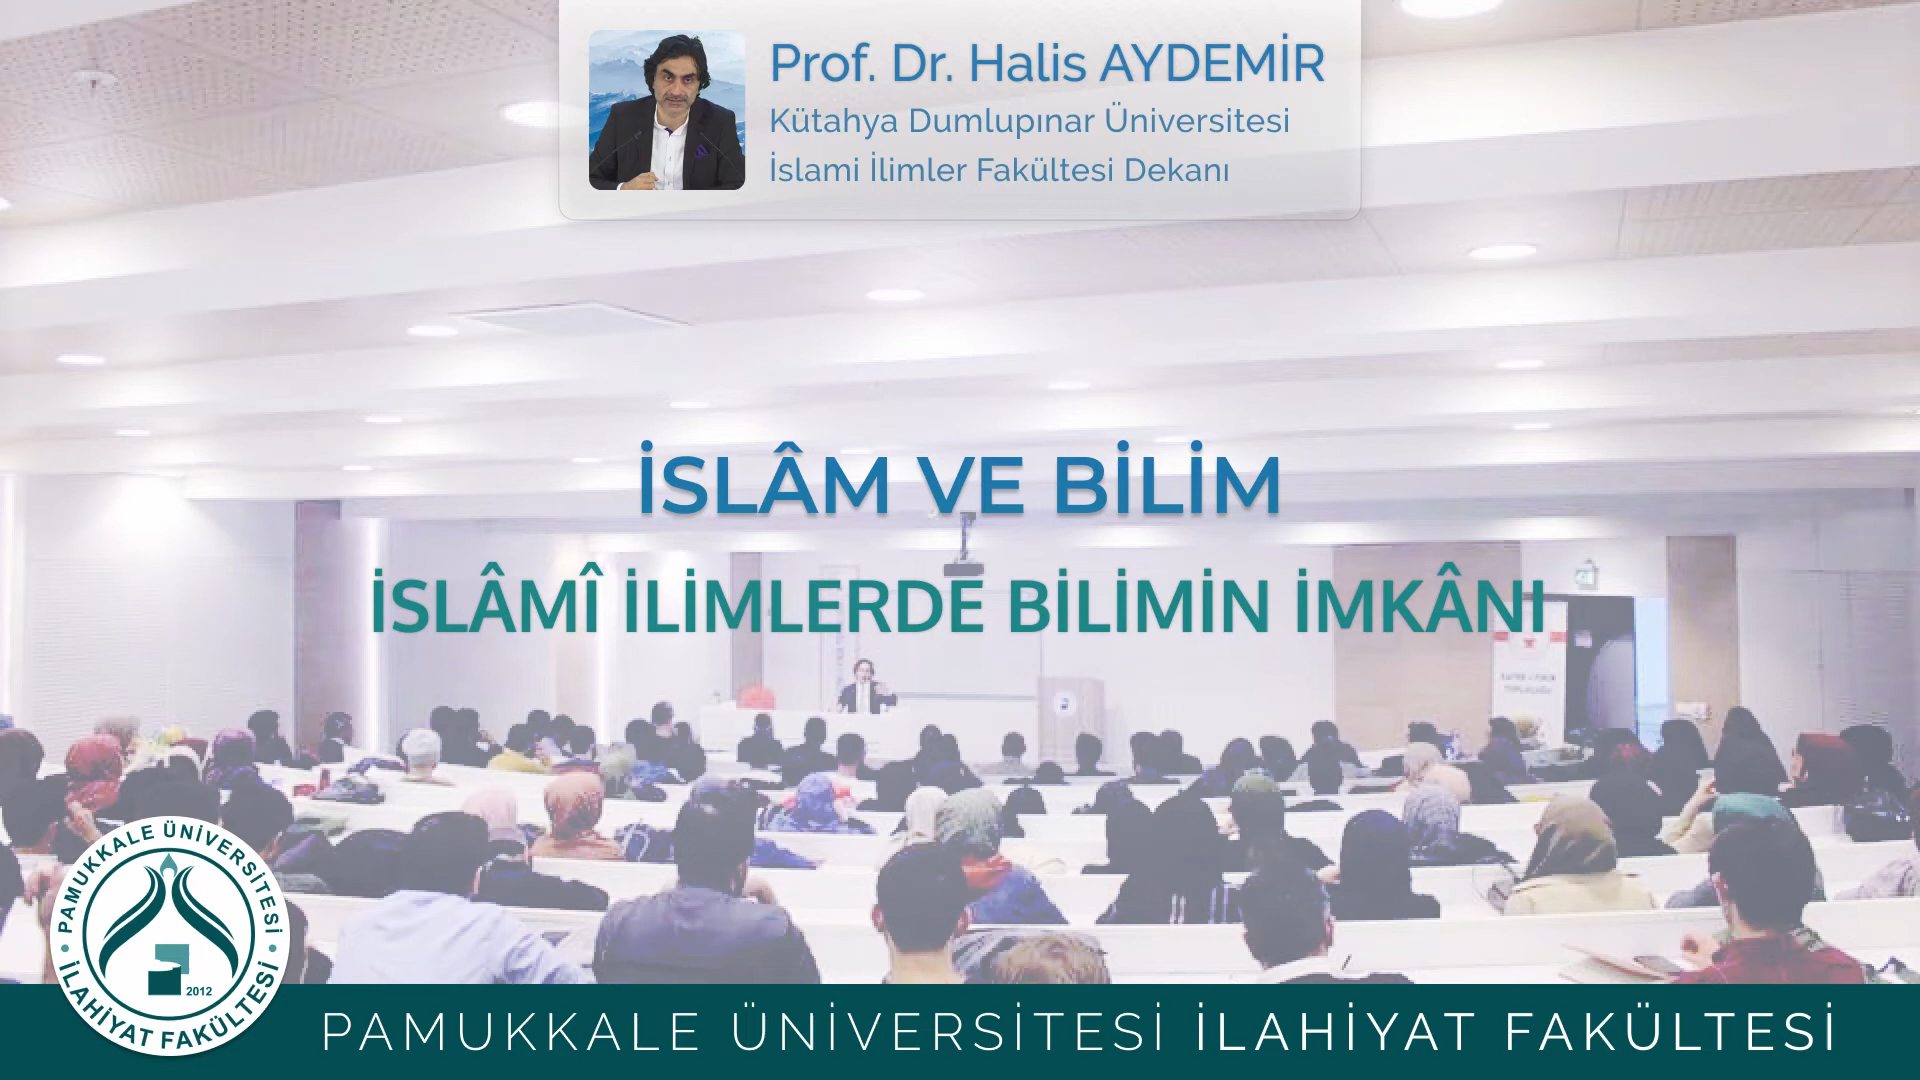 Prof. Dr. Halis AYDEMİR
Kütahya Dumlupınar Üniversitesi
İslami İlimler Fakültesi Dekanı
İSLÂM VE BİLİM
İSLÂMÎ İLİMLERDE BİLİMİN İMKÂNI
PAMUKKALE ÜNİVERSİTESİ
2012
İLAHİYAT FAKÜLTESİ
PAMUKKALE ÜNİVERSİTESİ İLAHİYAT FAKÜLTESİ